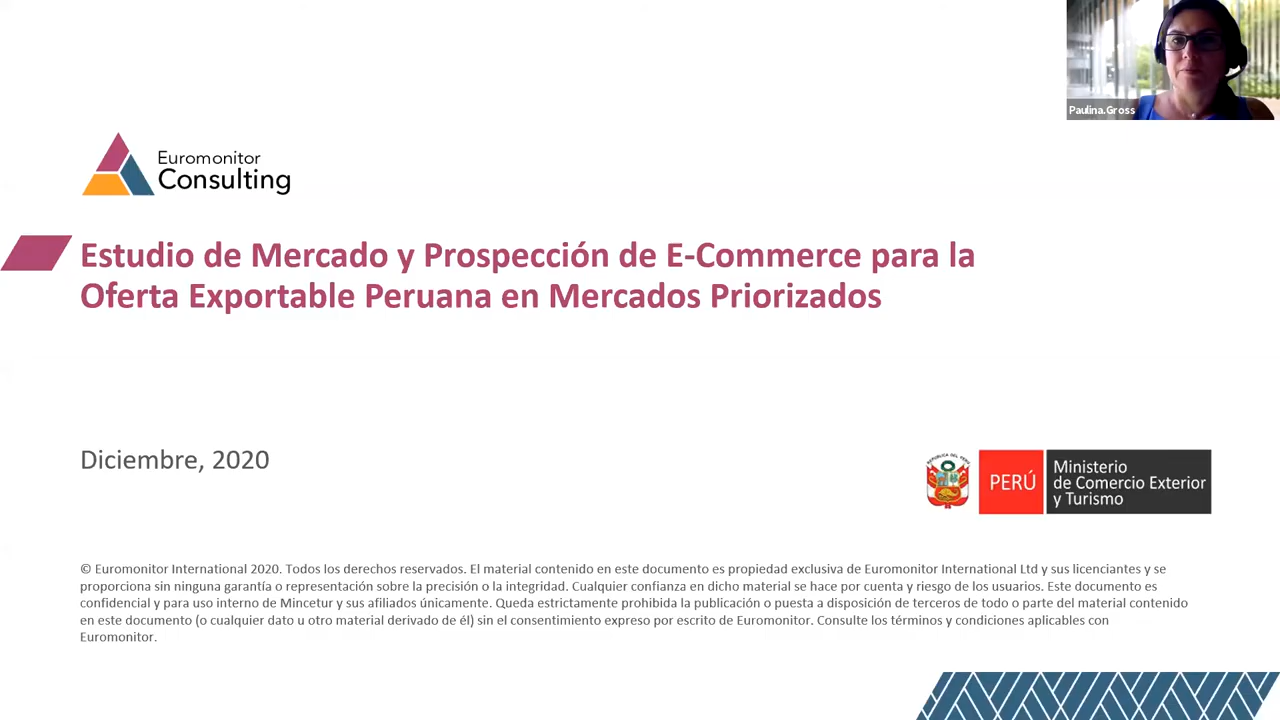 Paulina.Gross
Euromonitor
Consulting
Estudio de Mercado y Prospección de E-Commerce para la
Oferta Exportable Peruana en Mercados Priorizados
Diciembre, 2020
REPÚBLICA DEL PERÚ
PERÚ
Ministerio
de Comercio Exterior
y Turismo
© Euromonitor International 2020. Todos los derechos reservados. El material contenido en este documento es propiedad exclusiva de Euromonitor International Ltd y sus licenciantes y se
proporciona sin ninguna garantía o representación sobre la precisión o la integridad. Cualquier confianza en dicho material se hace por cuenta y riesgo de los usuarios. Este documento es
confidencial y para uso interno de Mincetur y sus afiliados únicamente. Queda estrictamente prohibida la publicación o puesta a disposición de terceros de todo o parte del material contenido
en este documento (o cualquier dato u otro material derivado de él) sin el consentimiento expreso por escrito de Euromonitor. Consulte los términos y condiciones aplicables con
Euromonitor.